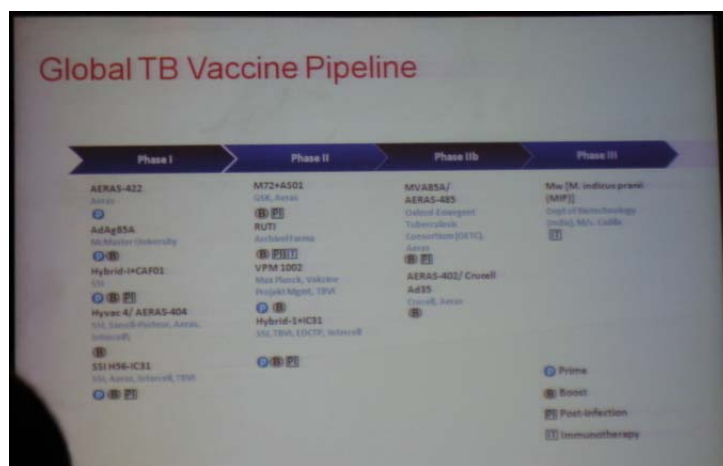 Global TB Vaccine Pipeline
Phase I
Phase II
Phase IIb
Phase III
AERAS-422
Aeras
P
AdAg85A
McMaster University
P B
Hybrid-I+CAF01
SSI
P B PI
Hyvac 4/ AERAS-404
SSI, Sanofi-Pasteur, Aeras,
Intercell
B
SSI H56-IC31
SSI, Aeras, Intercell, TBVI
P B PI
M72+AS01
GSK, Aeras
B PI
RUTI
Archivel Farma
B PI IT
VPM 1002
Max Planck, Vakzine
Projekt Mgmt, TBVI
P B
Hybrid-1+IC31
SSI, TBVI, EDCTP, Intercell
P B PI
MVA85A/
AERAS-485
Oxford-Emergent
Tuberculosis
Consortium (OETC),
Aeras
B PI
AERAS-402/ Crucell
Ad35
Crucell, Aeras
B
Mw [M. indicus pranii
(MIP)]
Dept of Biotechnology
(India), M/s. Cadila
IT
P Prime
B Boost
PI Post-infection
IT Immunotherapy